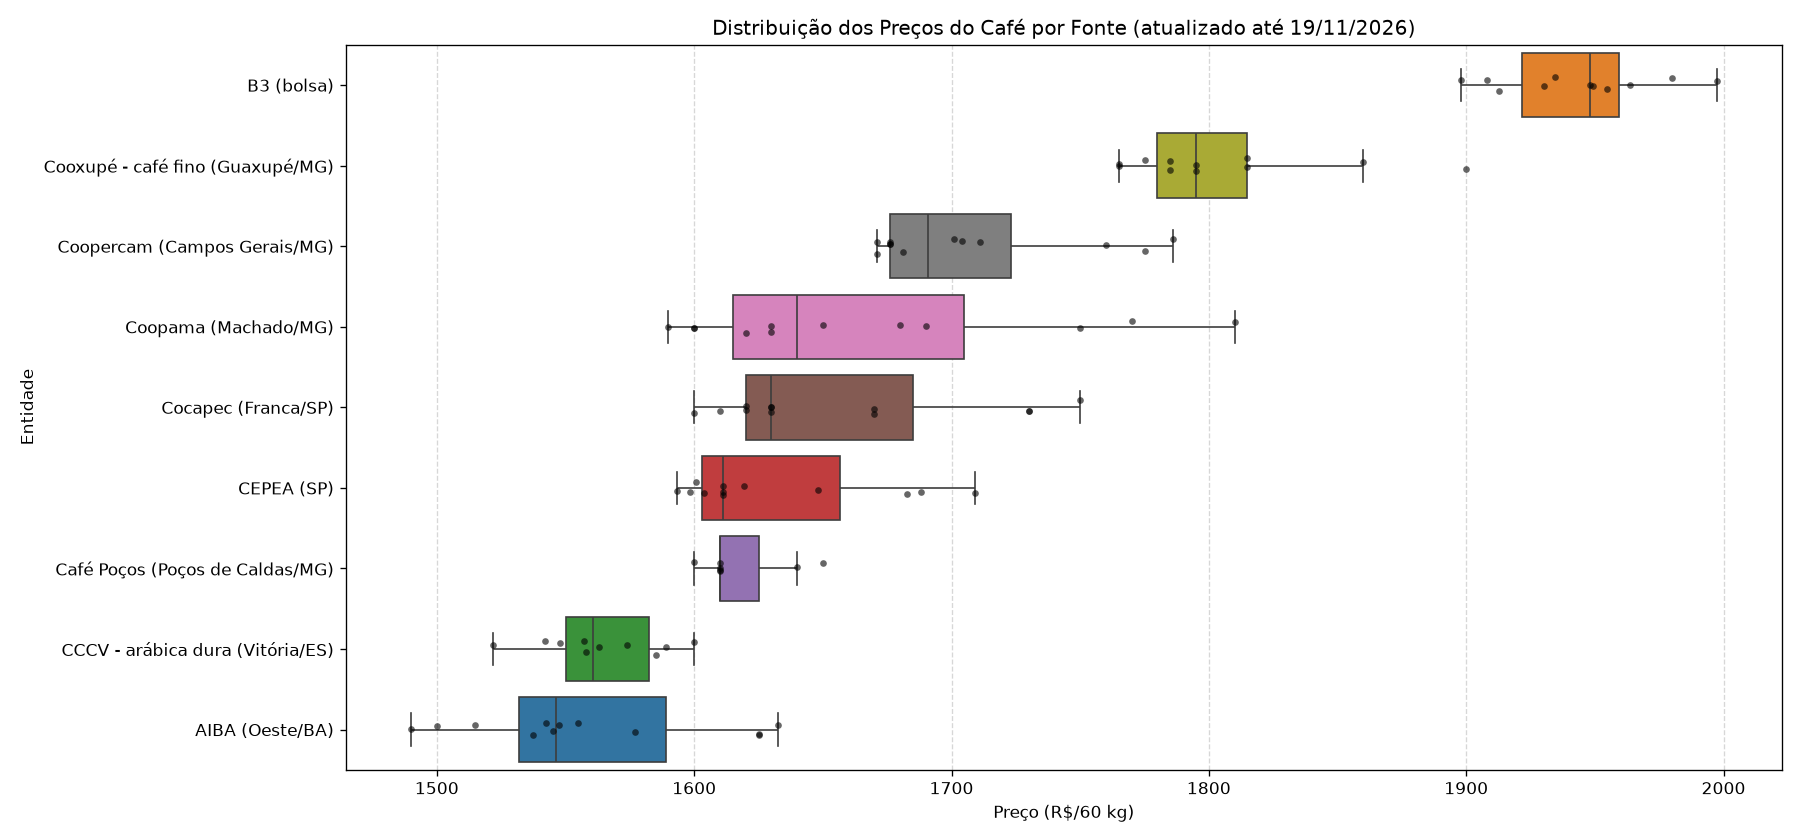 Distribuição dos Preços do Café por Fonte (atualizado até 19/11/2026)
Entidade
B3 (bolsa)
Cooxupé - café fino (Guaxupé/MG)
Coopercam (Campos Gerais/MG)
Coopama (Machado/MG)
Cocapec (Franca/SP)
CEPEA (SP)
Café Poços (Poços de Caldas/MG)
CCCV - arábica dura (Vitória/ES)
AIBA (Oeste/BA)
1500 1600 1700 1800 1900 2000
Preço (R$/60 kg)